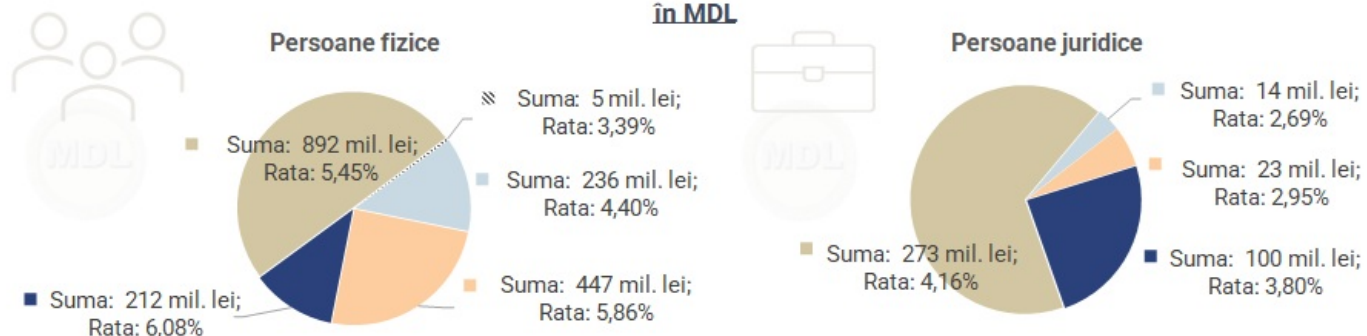 în MDL
Persoane fizice
Suma: 5 mil. lei;
Rata: 3,39%
Suma: 892 mil. lei;
Rata: 5,45%
Suma: 236 mil. lei;
Rata: 4,40%
Suma: 447 mil. lei;
Rata: 5,86%
Suma: 212 mil. lei;
Rata: 6,08%
MDL
Persoane juridice
Suma: 14 mil. lei;
Rata: 2,69%
Suma: 23 mil. lei;
Rata: 2,95%
Suma: 273 mil. lei;
Rata: 4,16%
Suma: 100 mil. lei;
Rata: 3,80%
MDL